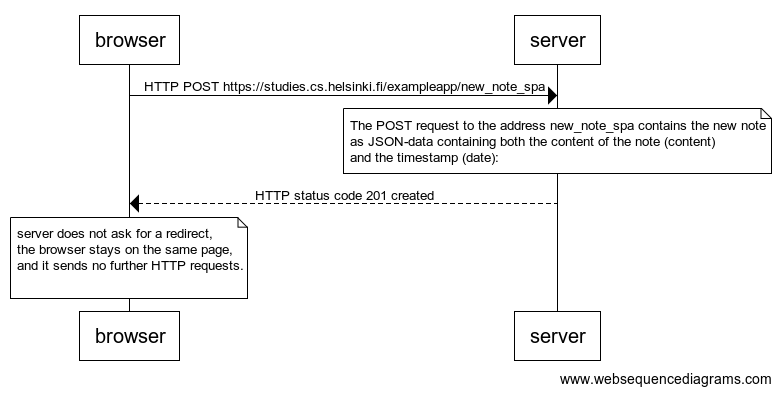 browser
server
HTTP POST https://studies.cs.helsinki.fi/exampleapp/new_note_spa
The POST request to the address new_note_spa contains the new note
as JSON-data containing both the content of the note (content)
and the timestamp (date):
HTTP status code 201 created
server does not ask for a redirect,
the browser stays on the same page,
and it sends no further HTTP requests.
browser
server
www.websequencediagrams.com